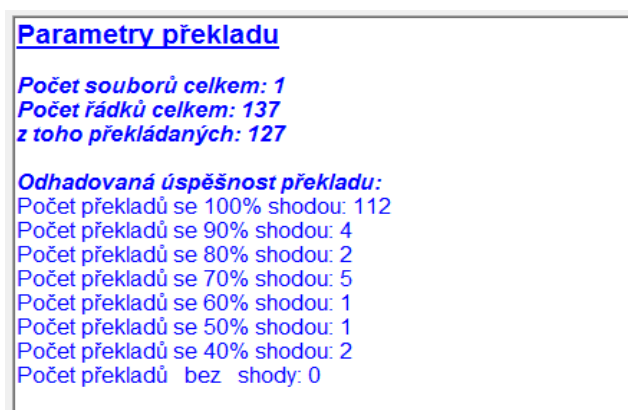 Parametry překladu
Počet souborů celkem: 1
Počet řádků celkem: 137
z toho překládaných: 127
Odhadovaná úspěšnost překladu:
Počet překladů se 100% shodou: 112
Počet překladů se 90% shodou: 4
Počet překladů se 80% shodou: 2
Počet překladů se 70% shodou: 5
Počet překladů se 60% shodou: 1
Počet překladů se 50% shodou: 1
Počet překladů se 40% shodou: 2
Počet překladů bez shody: 0